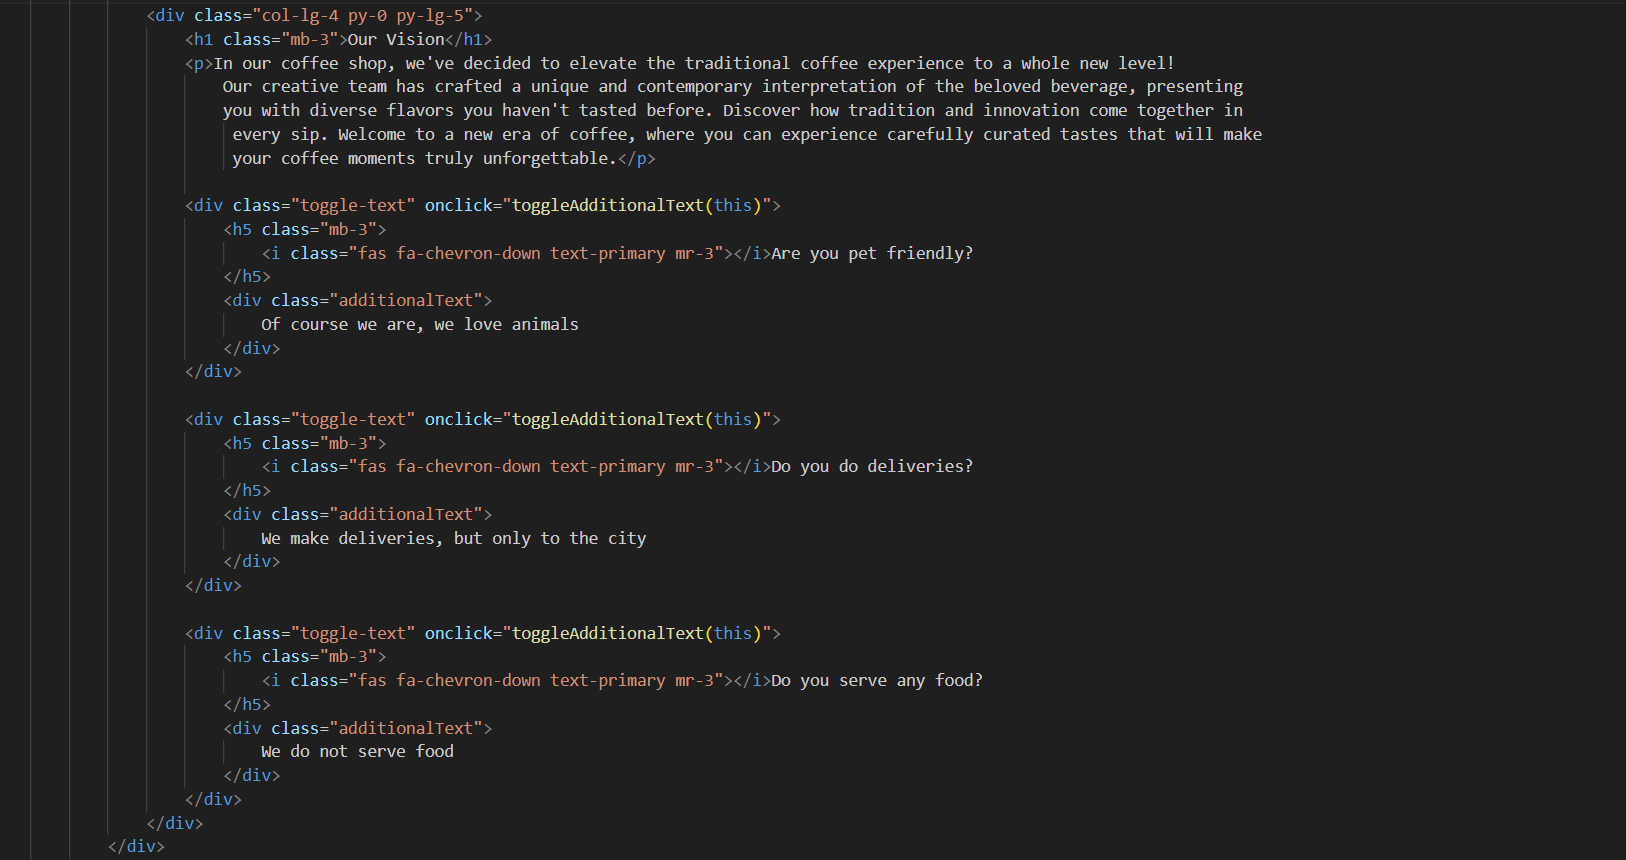 <div class="col-lg-4 py-0 py-lg-5">
<h1 class="mb-3">Our Vision</h1>
<p>In our coffee shop, we've decided to elevate the traditional coffee experience to a whole new level!
Our creative team has crafted a unique and contemporary interpretation of the beloved beverage, presenting
you with diverse flavors you haven't tasted before. Discover how tradition and innovation come together in
every sip. Welcome to a new era of coffee, where you can experience carefully curated tastes that will make
your coffee moments truly unforgettable.</p>
<div class="toggle-text" onclick="toggleAdditionalText(this)">
<h5 class="mb-3">
<i class="fas fa-chevron-down text-primary mr-3"></i>Are you pet friendly?
</h5>
<div class="additionalText">
Of course we are, we love animals
</div>
</div>
<div class="toggle-text" onclick="toggleAdditionalText(this)">
<h5 class="mb-3">
<i class="fas fa-chevron-down text-primary mr-3"></i>Do you do deliveries?
</h5>
<div class="additionalText">
We make deliveries, but only to the city
</div>
</div>
<div class="toggle-text" onclick="toggleAdditionalText(this)">
<h5 class="mb-3">
<i class="fas fa-chevron-down text-primary mr-3"></i>Do you serve any food?
</h5>
<div class="additionalText">
We do not serve food
</div>
</div>
</div>
</div>